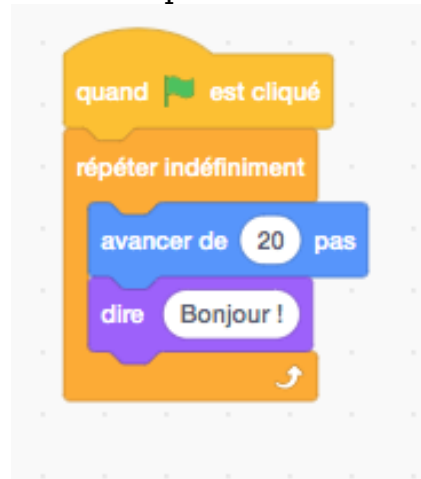 quand est cliqué
répéter indéfiniment
avancer de 20 pas
dire Bonjour !